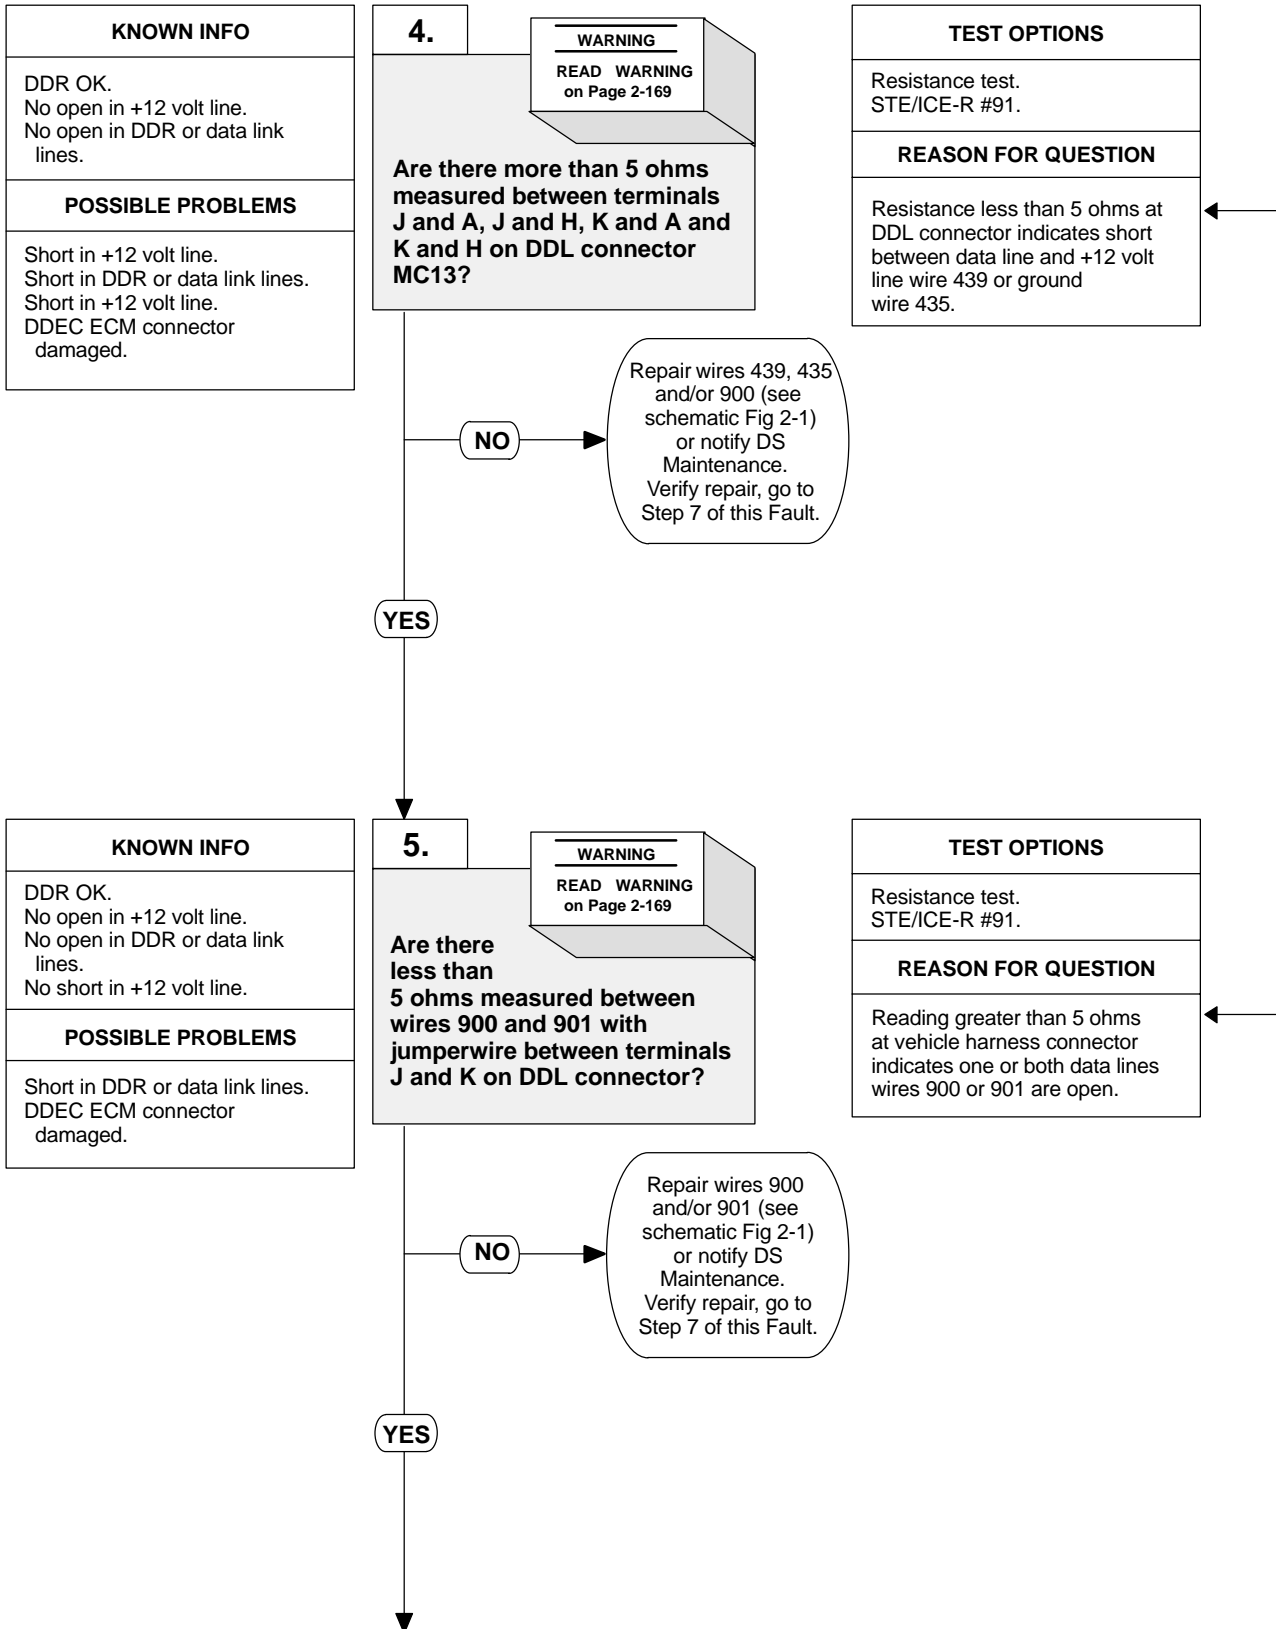 KNOWN INFO
DDR OK.
No open in +12 volt line.
No open in DDR or data link
lines.
POSSIBLE PROBLEMS
Short in +12 volt line.
Short in DDR or data link lines.
Short in +12 volt line.
DDEC ECM connector
damaged.
4.
WARNING
READ WARNING
on Page 2-169
Are there more than 5 ohms
measured between terminals
J and A, J and H, K and A and
K and H on DDL connector
MC13?
TEST OPTIONS
Resistance test.
STE/ICE-R #91.
REASON FOR QUESTION
Resistance less than 5 ohms at
DDL connector indicates short
between data line and +12 volt
line wire 439 or ground
wire 435.
NO
Repair wires 439, 435
and/or 900 (see
schematic Fig 2-1)
or notify DS
Maintenance.
Verify repair, go to
Step 7 of this Fault.
YES
KNOWN INFO
DDR OK.
No open in +12 volt line.
No open in DDR or data link
lines.
No short in +12 volt line.
POSSIBLE PROBLEMS
Short in DDR or data link lines.
DDEC ECM connector
damaged.
5.
WARNING
READ WARNING
on Page 2-169
Are there
less than
5 ohms measured between
wires 900 and 901 with
jumperwire between terminals
J and K on DDL connector?
TEST OPTIONS
Resistance test.
STE/ICE-R #91.
REASON FOR QUESTION
Reading greater than 5 ohms
at vehicle harness connector
indicates one or both data lines
wires 900 or 901 are open.
NO
Repair wires 900
and/or 901 (see
schematic Fig 2-1)
or notify DS
Maintenance.
Verify repair, go to
Step 7 of this Fault.
YES